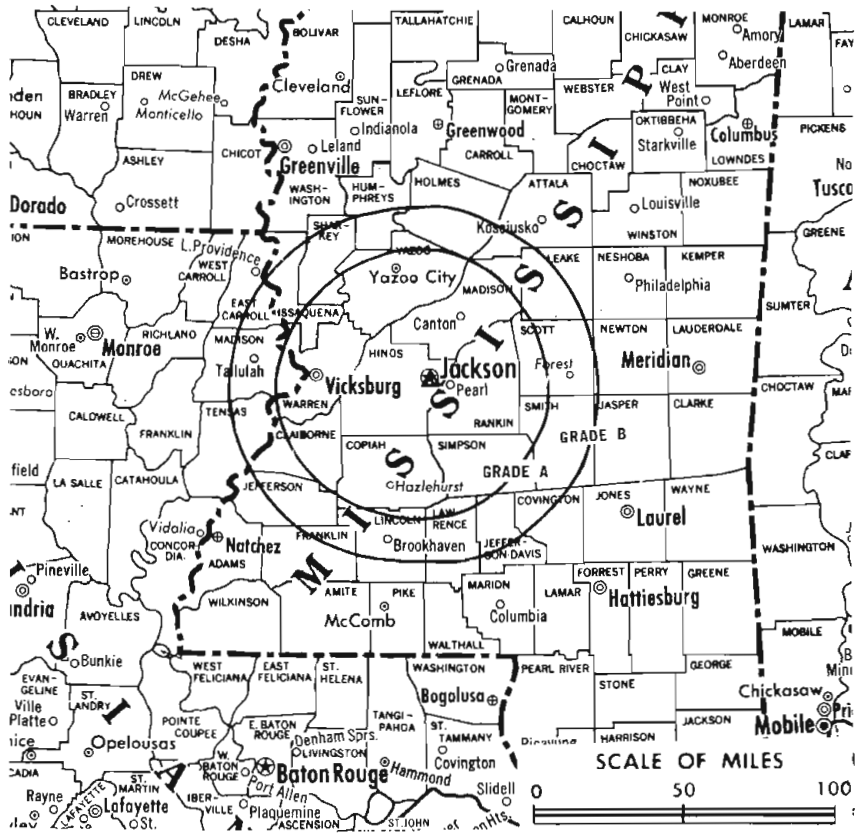 CLEVELAND
LINCOLN
DESHA
BOLIVAR
TALLAHATCHIE
CALHOUN
CHICKASAW
MONROE
Amory
LAMAR
Cleveland
Grenada
GRENADA
Aberdeen
DREW
McGehee
Monticello
BRADLEY
Warren
SUN-
FLOWER
LEFLORE
MONT-
GOMERY
WEBSTER
CLAY
West
Point
P
Indianola
Greenwood
OKTIBBEHA
Starkville
Columbus
PICKENS
Leland
Greenville
CHICOT
ASHLEY
CARROLL
CHOCTAW
I
LOWNDES
WASH-
INGTON
HUM-
PHREYS
HOLMES
ATTALA
NOXUBEE
Dorado
Crossett
Kosciusko
S
Louisville
WINSTON
SHAR-
KEY
GREENE
MOREHOUSE
L. Providence
WEST
CARROLL
Bastrop
YAZOO
Yazoo City
LEAKE
NESHOBA
KEMPER
Philadelphia
MADISON
S
EAST
CARROLL
ISSAQUENA
SUMTER
W.
Monroe
Monroe
OUACHITA
RICHLAND
MADISON
Tallulah
Canton
I
SCOTT
NEWTON
LAUDERDALE
HINDS
Vicksburg
Jackson
Pearl
Forest
Meridian
CHOCTAW
CALDWELL
FRANKLIN
TENSAS
WARREN
CLAIBORNE
S
RANKIN
SMITH
JASPER
CLARKE
GRADE B
COPIAH
SIMPSON
S
GRADE A
LA SALLE
CATAHOULA
JEFFERSON
Hazlehurst
COVINGTON
JONES
WAYNE
Laurel
Vidalia
CONCOR-
DIA.
Natchez
ADAMS
FRANKLIN
I
LINCOLN
Brookhaven
LAW
RENCE
JEFFER-
SON-DAVIS
WASHINGTON
Pineville
M
WILKINSON
AMITE
PIKE
McComb
MARION
Columbia
LAMAR
FORREST
PERRY
GREENE
Hattiesburg
AVOYELLES
WALTHALL
MOBILE
S
Bunkie
WEST
FELICIANA
EAST
FELICIANA
ST.
HELENA
WASHINGTON
Bogolusa
PEARL RIVER
STONE
GEORGE
EVAN-
GELINE
Ville
Platte
ST.
LANDRY
I
POINTE
COUPEE
E. BATON
ROUGE
TANGI-
PAHOA
ST.
TAMMANY
Covington
Chickasaw
HARRISON
JACKSON
Mobile
Opelousas
Denham Sprs.
LIVINGSTON
W.
BATON
ROUGE
Baton Rouge
Port Allen
Hammond
A
ST.
MARTIN
Rayne
LAFAYETTE
Lafayette
IBER-
VILLE
Plaquemine
ASCENSION
ST. JOHN
Slidell
SCALE OF MILES
0 50 100